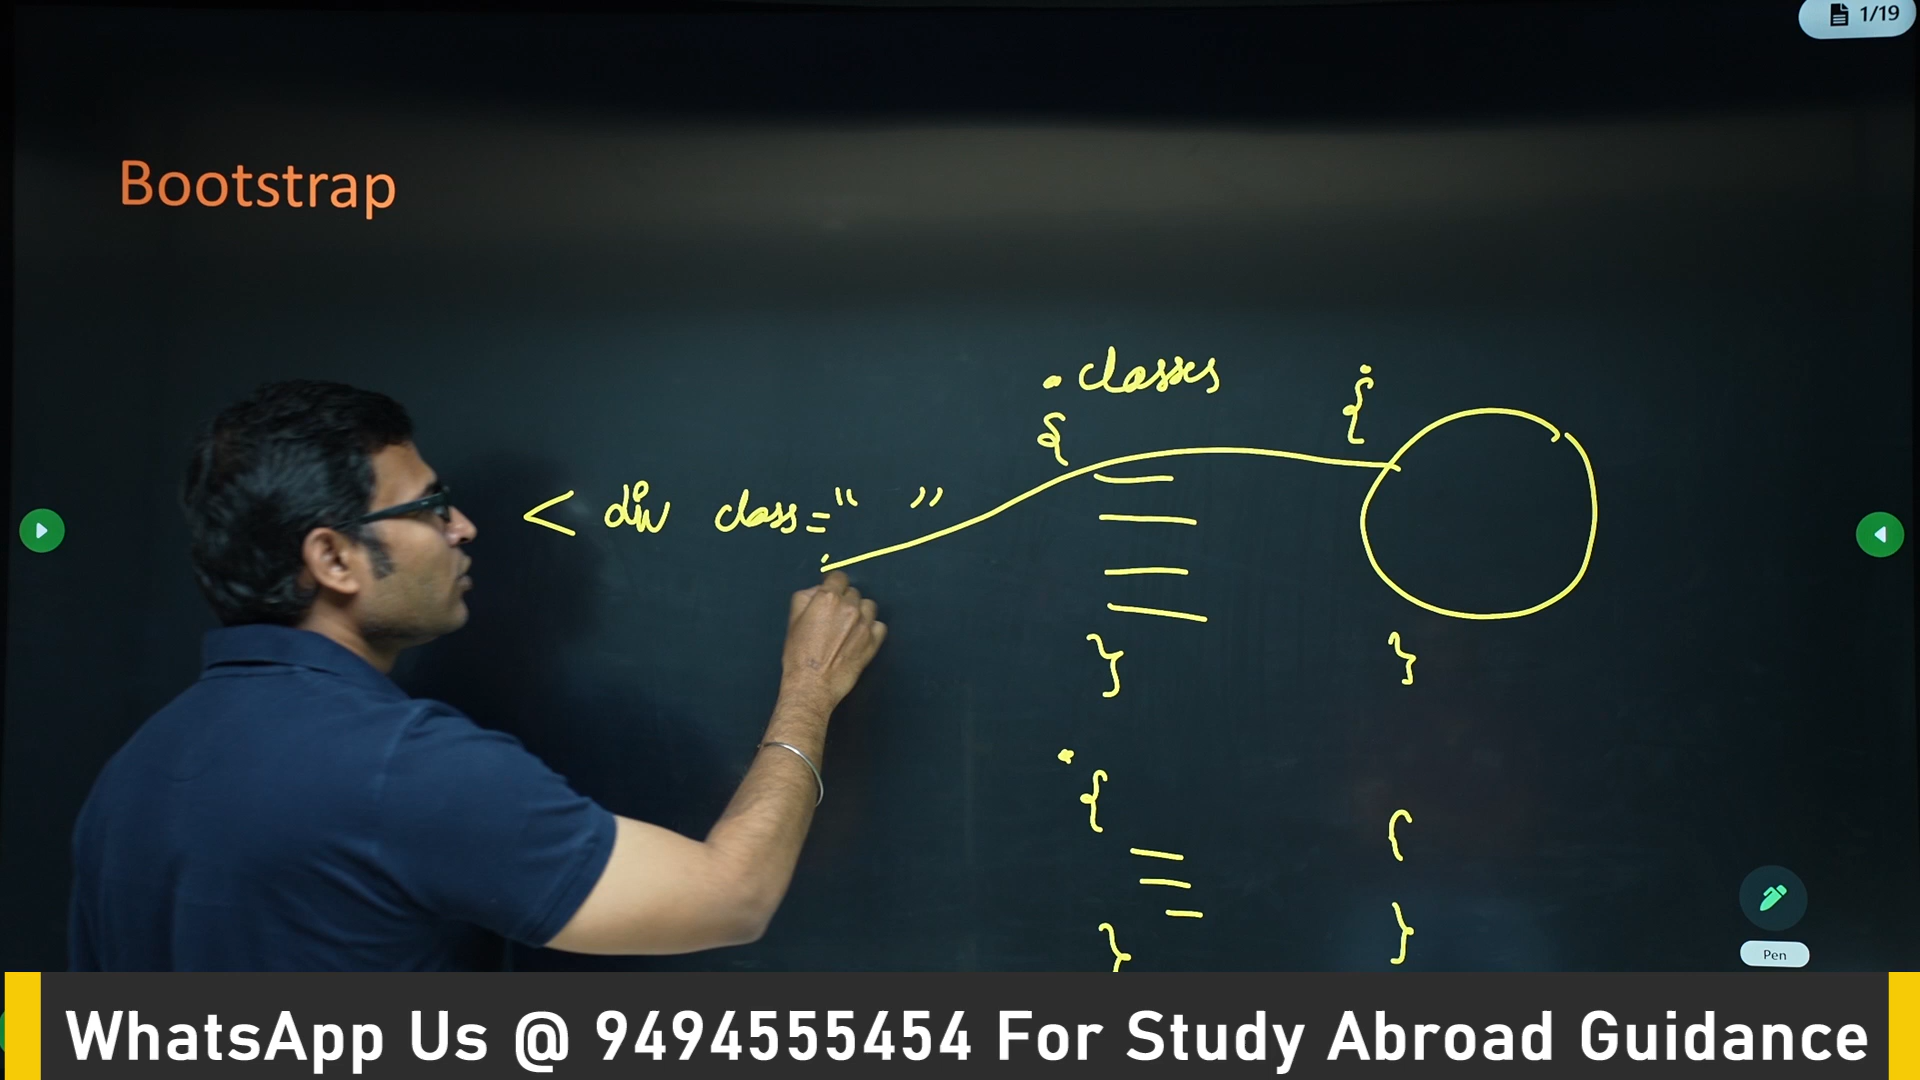 1/19
Bootstrap
. classes
{ {
< div class = " "
} }
. {
{
} }
Pen
WhatsApp Us @ 9494555454 For Study Abroad Guidance